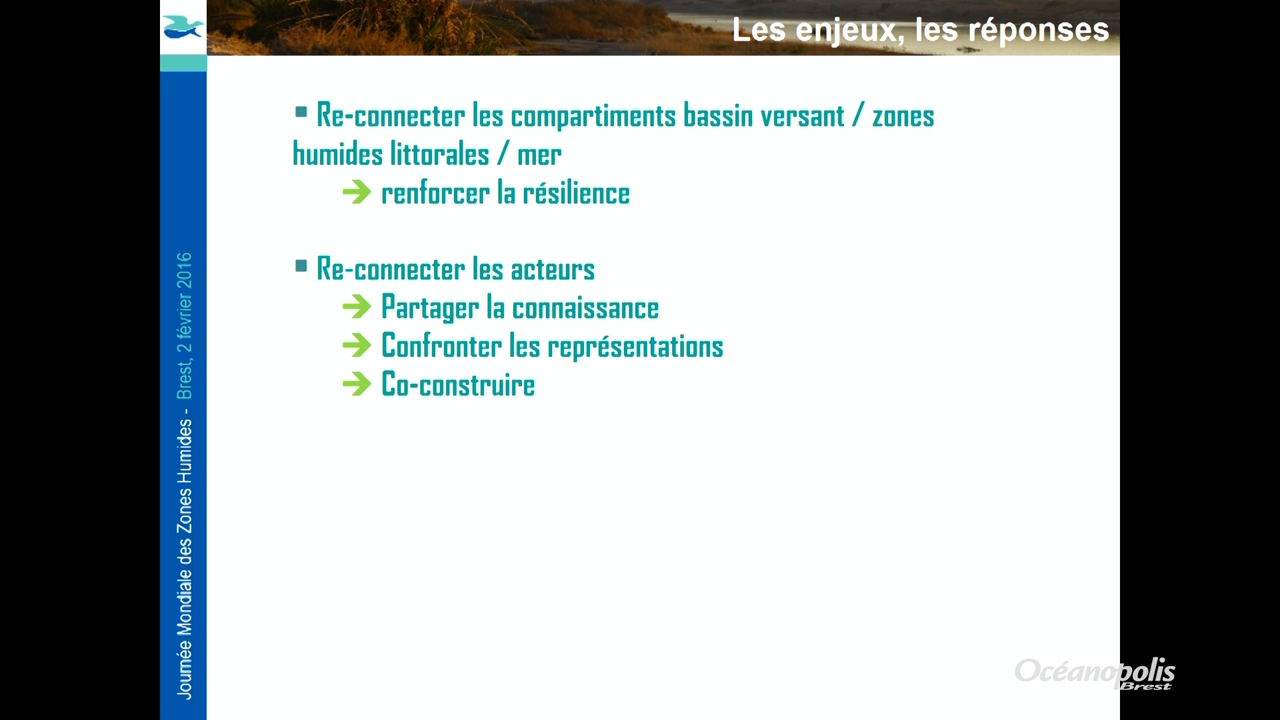 Les enjeux, les réponses
▪ Re-connecter les compartiments bassin versant / zones
humides littorales / mer
➔ renforcer la résilience
▪ Re-connecter les acteurs
➔ Partager la connaissance
➔ Confronter les représentations
➔ Co-construire
Journée Mondiale des Zones Humides - Brest, 2 février 2016
Océanopolis
Brest